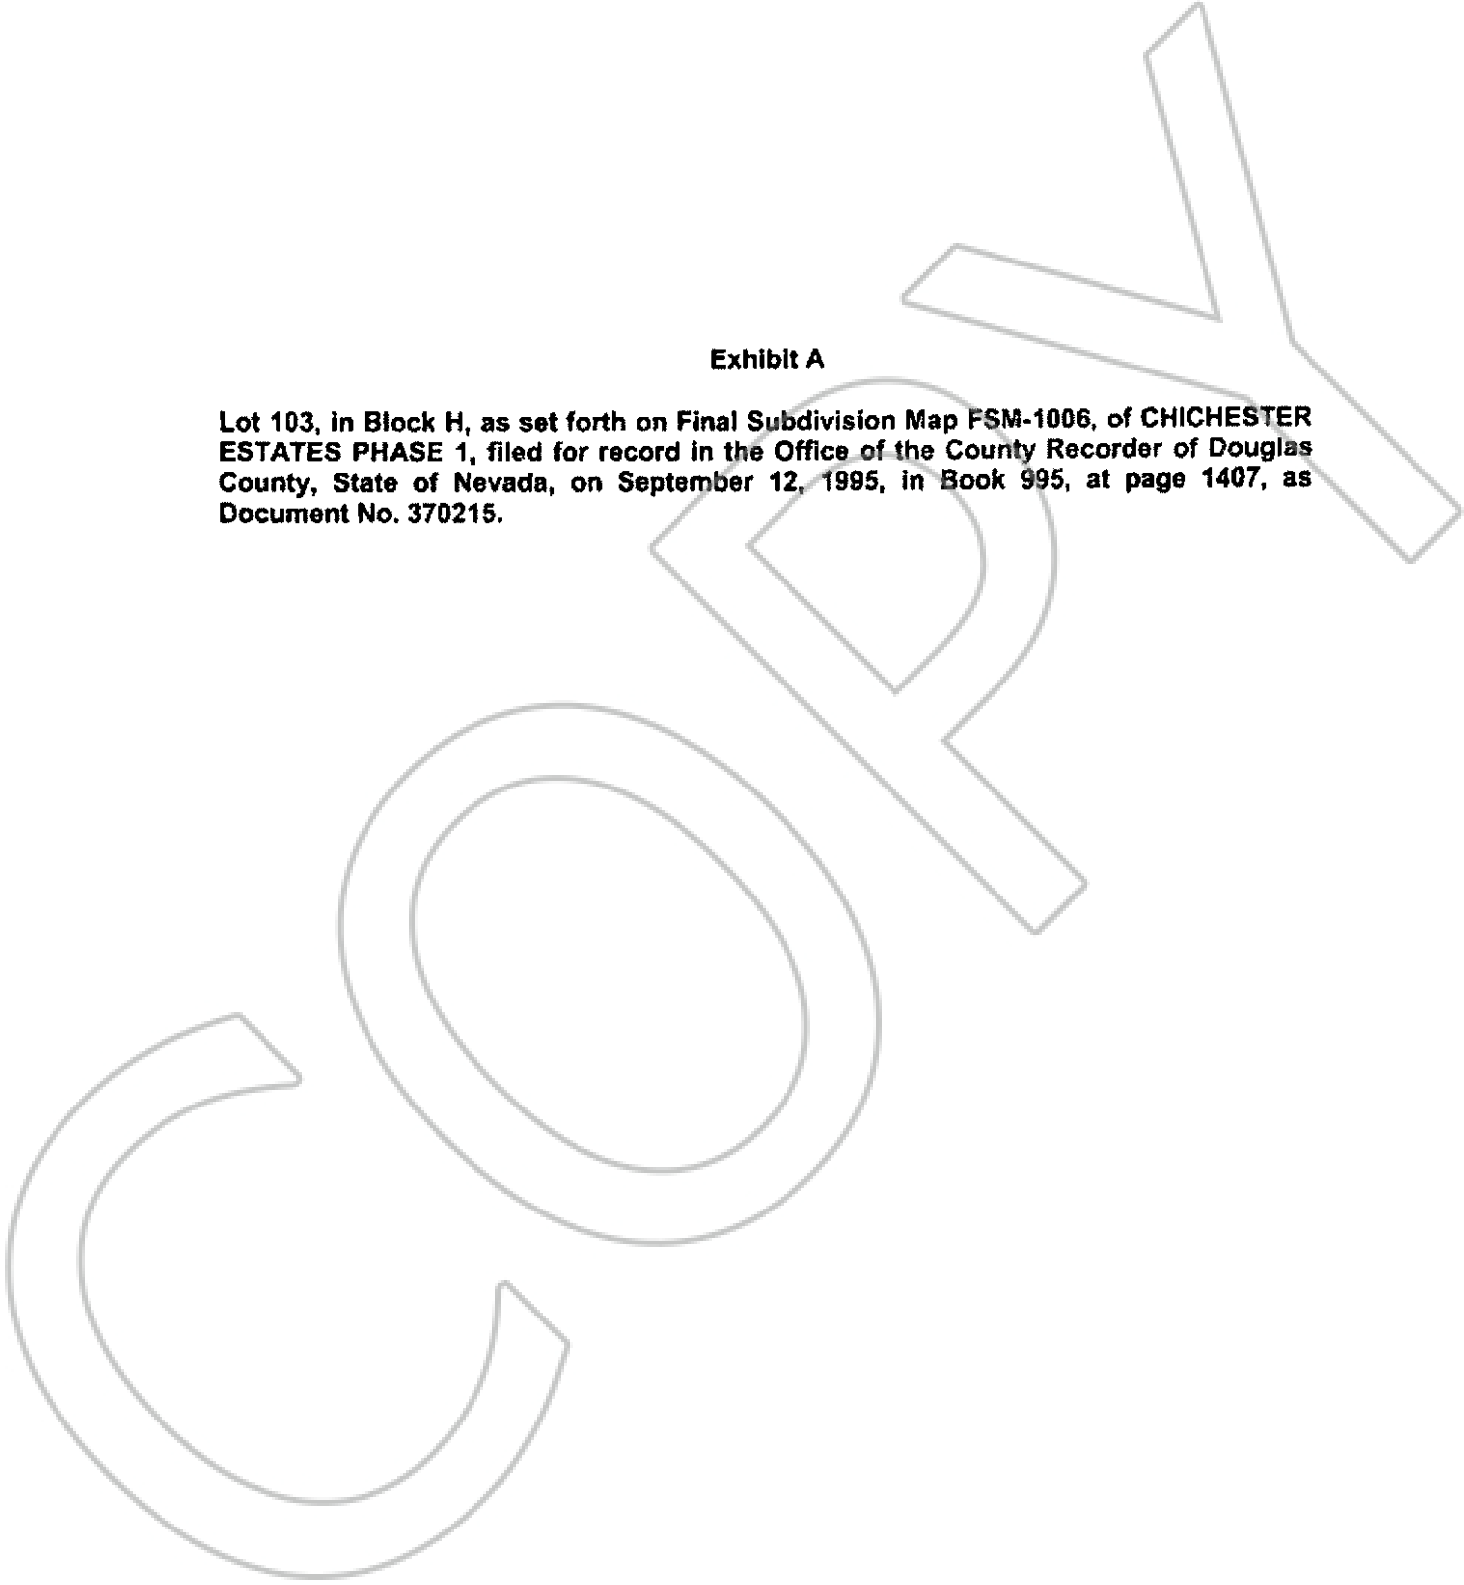 Exhibit A
Lot 103, in Block H, as set forth on Final Subdivision Map FSM-1006, of CHICHESTER
ESTATES PHASE 1, filed for record in the Office of the County Recorder of Douglas
County, State of Nevada, on September 12, 1995, in Book 995, at page 1407, as
Document No. 370215.
COPY